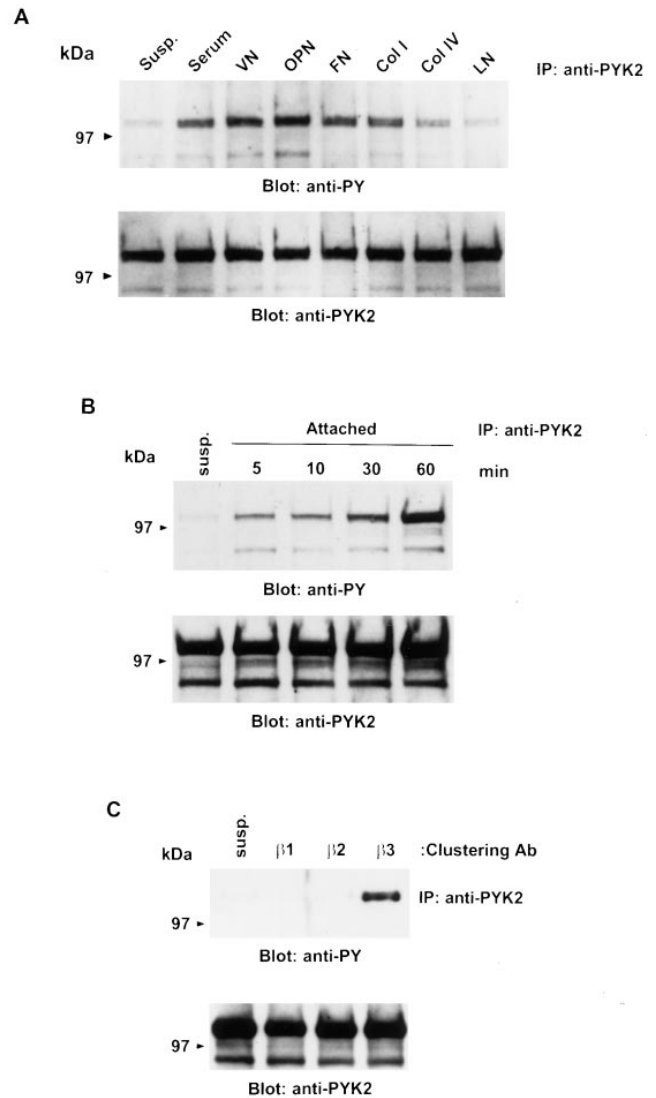 A
kDa Susp. Serum VN OPN FN Col I Col IV LN IP: anti-PYK2
97
Blot: anti-PY
97
Blot: anti-PYK2
B
susp. Attached IP: anti-PYK2
kDa 5 10 30 60 min
97
Blot: anti-PY
97
Blot: anti-PYK2
C
kDa susp. β1 β2 β3 :Clustering Ab
IP: anti-PYK2
97
Blot: anti-PY
97
Blot: anti-PYK2